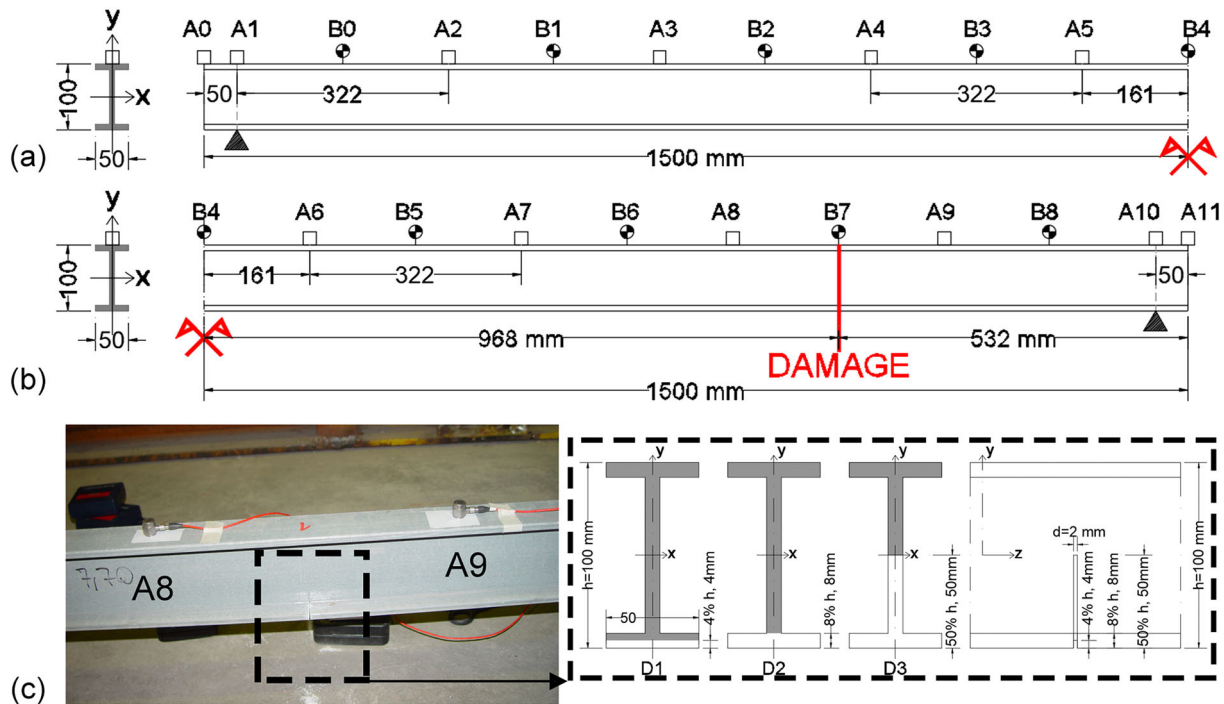 y
A0 A1 B0 A2 B1 A3 B2 A4 B3 A5 B4
50 322 322 161
100
x
50
1500 mm
(a)
y
B4 A6 B5 A7 B6 A8 B7 A9 B8 A10 A11
161 322 50
100
x
50
968 mm 532 mm
DAMAGE
1500 mm
(b)
A8 A9
y y y y
h=100 mm
x x x z
d=2 mm
50
4% h, 4mm
8% h, 8mm
50% h, 50mm
4% h, 4mm
8% h, 8mm
50% h, 50mm
h=100 mm
D1 D2 D3
(c)